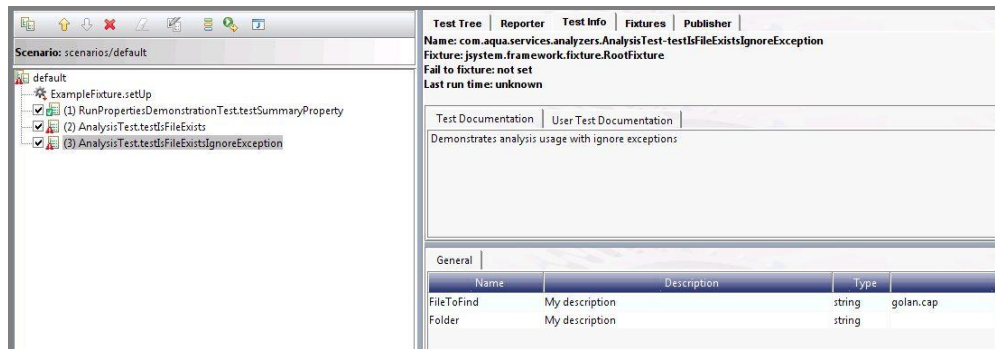 Scenario: scenarios/default
default
ExampleFixture.setUp
(1) RunPropertiesDemonstrationTest.testSummaryProperty
(2) AnalysisTest.testIsFileExists
(3) AnalysisTest.testIsFileExistsIgnoreException
Test Tree Reporter Test Info Fixtures Publisher
Name: com.aqua.services.analyzers.AnalysisTest-testIsFileExistsIgnoreException
Fixture: jsystem.framework.fixture.RootFixture
Fail to fixture: not set
Last run time: unknown
Test Documentation User Test Documentation
Demonstrates analysis usage with ignore exceptions
General
Name Description Type
FileToFind My description string golan.cap
Folder My description string